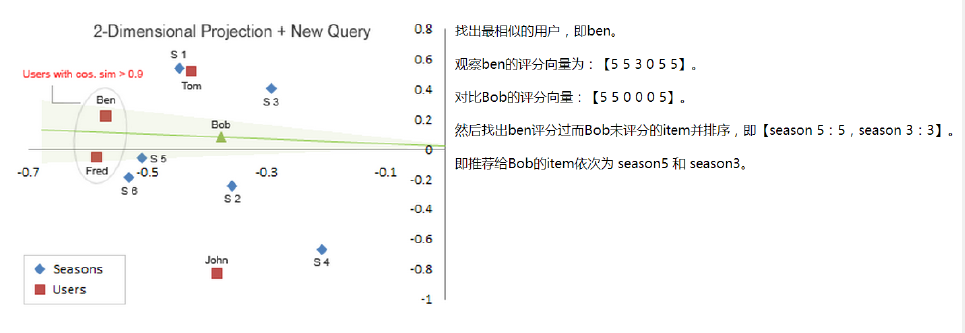 2-Dimensional Projection + New Query
Users with cos. sim > 0.9
S 1
Tom
S 3
Ben
Bob
Fred
S 5
S 6
S 2
John
S 4
0.8
0.6
0.4
0.2
0
-0.2
-0.4
-0.6
-0.8
-1
-0.7
-0.5
-0.3
-0.1
Seasons
Users
找出最相似的用户，即ben。
观察ben的评分向量为：【5 5 3 0 5 5】。
对比Bob的评分向量：【5 5 0 0 0 5】。
然后找出ben评分过而Bob未评分的item并排序，即【season 5：5，season 3：3】。
即推荐给Bob的item依次为 season5 和 season3。